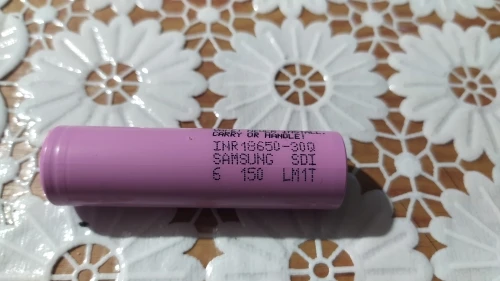 CARRY OR HANDLE!
INR18650-30Q
SAMSUNG SDI
6 150 LM1T